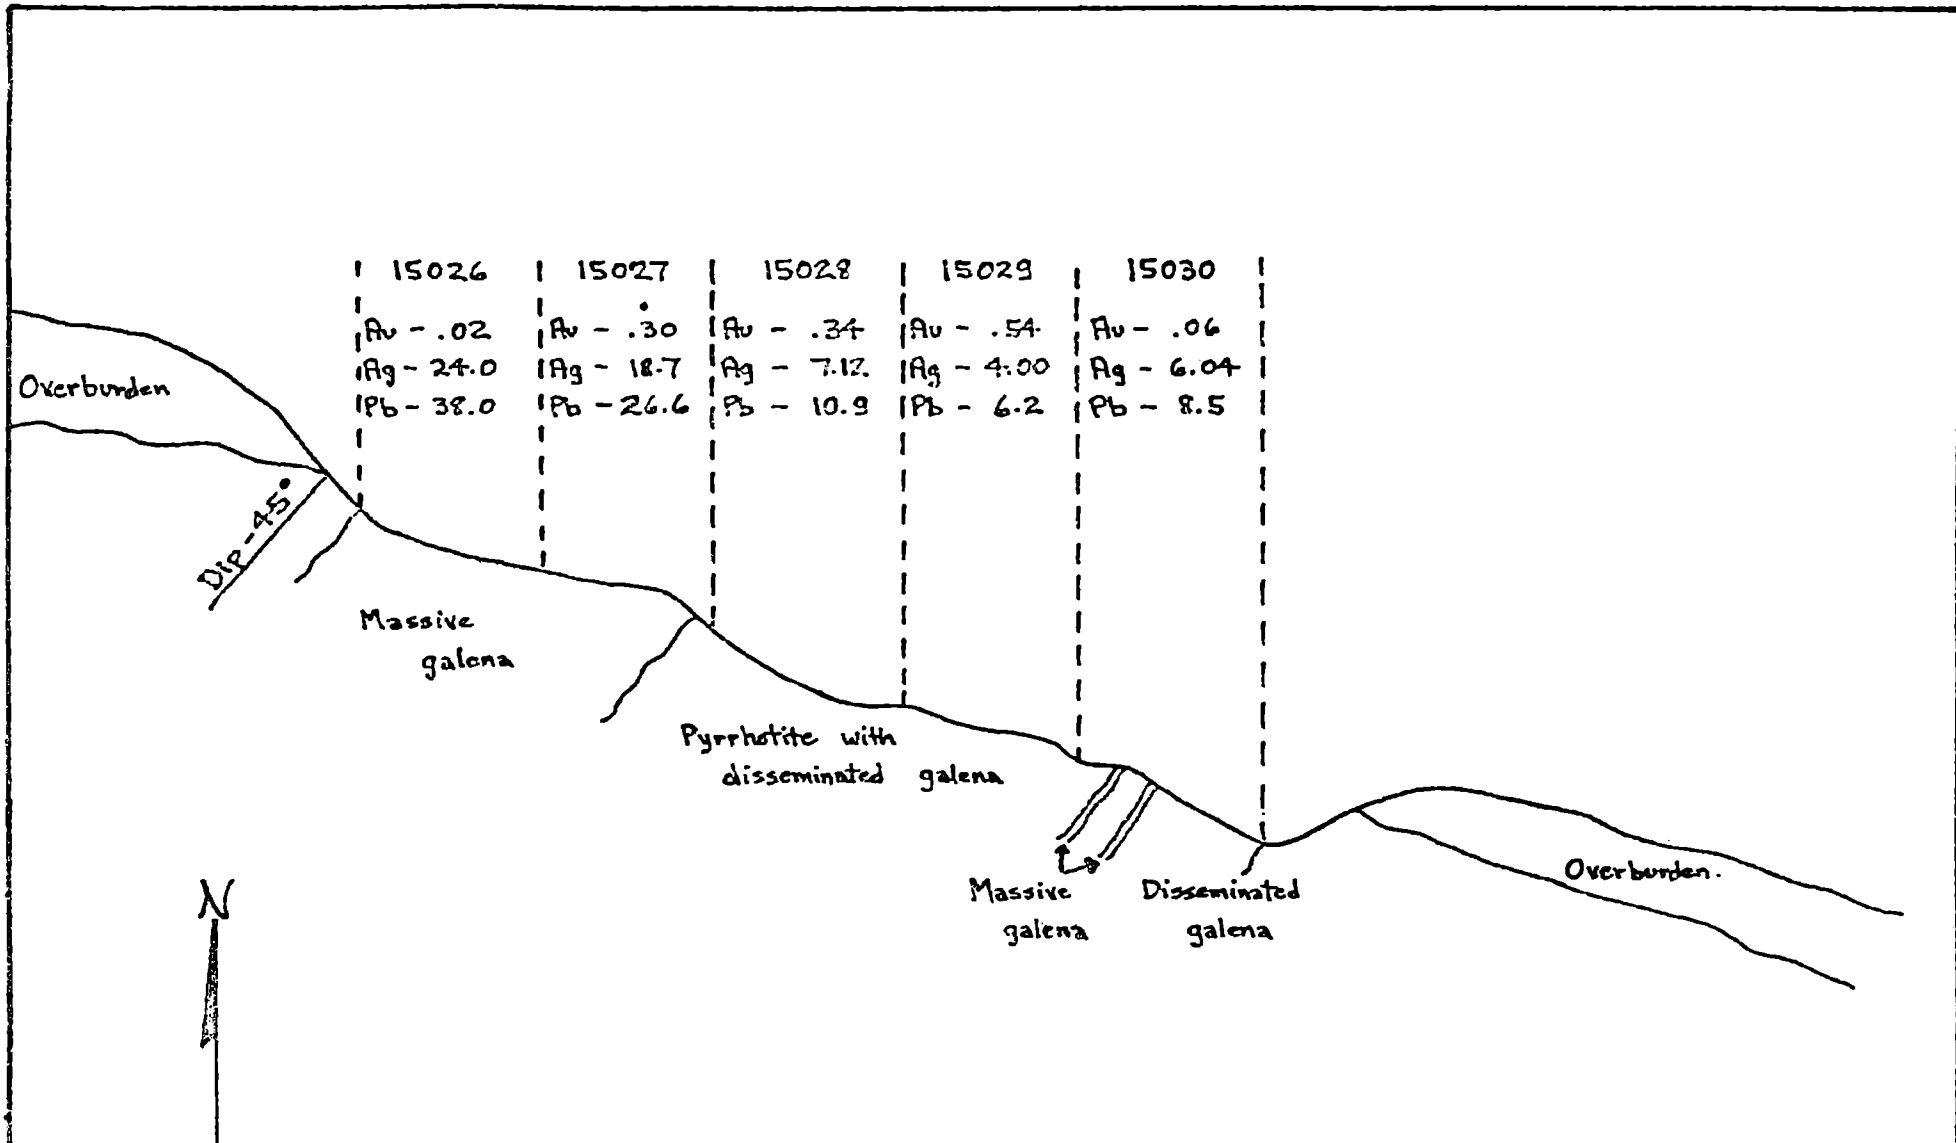 15026 15027 15028 15029 15030
Au - .02 Au - .30 Au - .34 Au - .54 Au - .06
Ag - 24.0 Ag - 18.7 Ag - 7.12 Ag - 4.00 Ag - 6.04
Pb - 38.0 Pb - 26.6 Pb - 10.9 Pb - 6.2 Pb - 8.5
Overburden
Dip - 45°
Massive
galena
Pyrrhotite with
disseminated galena
Massive
galena
Disseminated
galena
Overburden.
N